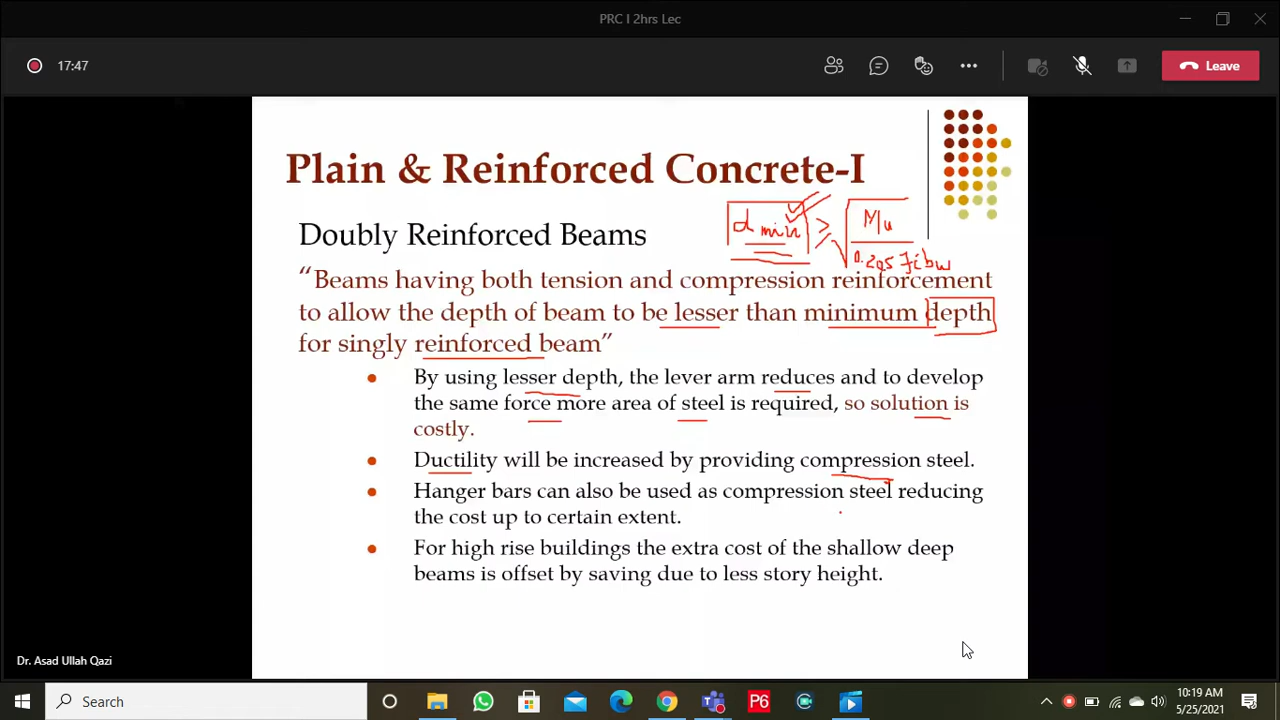 PRC I 2hrs Lec
17:47
Leave
Plain & Reinforced Concrete-I
Doubly Reinforced Beams
d min ≥ √ Mu
0.205 fc'bw
“Beams having both tension and compression reinforcement
to allow the depth of beam to be lesser than minimum depth
for singly reinforced beam”
By using lesser depth, the lever arm reduces and to develop
the same force more area of steel is required, so solution is
costly.
Ductility will be increased by providing compression steel.
Hanger bars can also be used as compression steel reducing
the cost up to certain extent.
For high rise buildings the extra cost of the shallow deep
beams is offset by saving due to less story height.
Dr. Asad Ullah Qazi
Search
P6
10:19 AM
5/25/2021